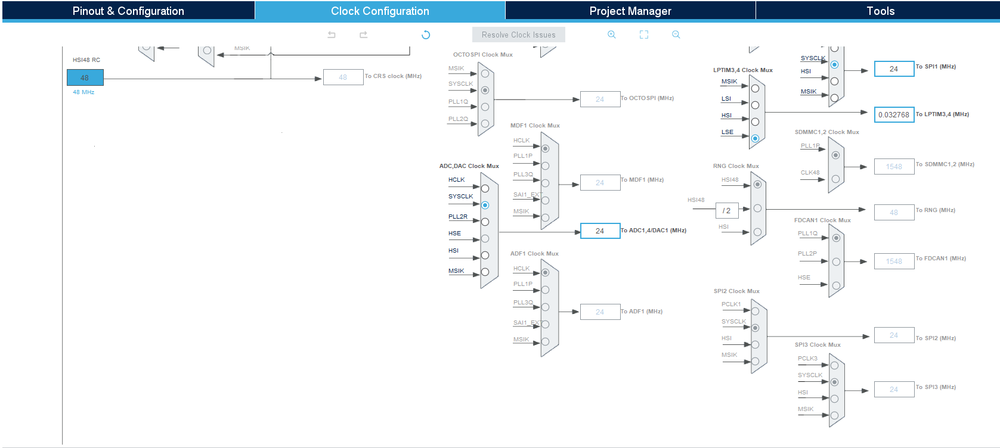 Pinout & Configuration
Clock Configuration
Project Manager
Tools
Resolve Clock Issues
MSIK
HSI48 RC
48
48 MHz
48
To CRS clock (MHz)
OCTOSPI Clock Mux
MSIK
SYSCLK
PLL1Q
PLL2Q
24
To OCTOSPI (MHz)
MDF1 Clock Mux
HCLK
PLL1P
PLL3Q
SAI1_EXT
MSIK
24
To MDF1 (MHz)
ADC,DAC Clock Mux
HCLK
SYSCLK
PLL2R
HSE
HSI
MSIK
24
To ADC1,4/DAC1 (MHz)
ADF1 Clock Mux
HCLK
PLL1P
PLL3Q
SAI1_EXT
MSIK
24
To ADF1 (MHz)
SYSCLK
HSI
MSIK
24
To SPI1 (MHz)
LPTIM3,4 Clock Mux
MSIK
LSI
HSI
LSE
0.032768
To LPTIM3,4 (MHz)
SDMMC1,2 Clock Mux
PLL1P
CLK48
1548
To SDMMC1,2 (MHz)
RNG Clock Mux
HSI48
HSI48
/ 2
HSI
48
To RNG (MHz)
FDCAN1 Clock Mux
PLL1Q
PLL2P
HSE
1548
To FDCAN1 (MHz)
SPI2 Clock Mux
PCLK1
SYSCLK
HSI
MSIK
24
To SPI2 (MHz)
SPI3 Clock Mux
PCLK3
SYSCLK
HSI
MSIK
24
To SPI3 (MHz)